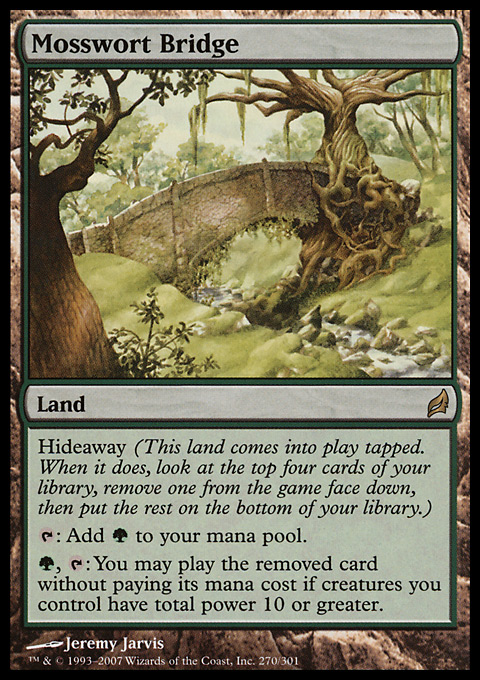 Mosswort Bridge
Land
Hideaway (This land comes into play tapped.
When it does, look at the top four cards of your
library, remove one from the game face down,
then put the rest on the bottom of your library.)
: Add to your mana pool.
, :You may play the removed card
without paying its mana cost if creatures you
control have total power 10 or greater.
Jeremy Jarvis
™ & © 1993–2007 Wizards of the Coast, Inc. 270/301